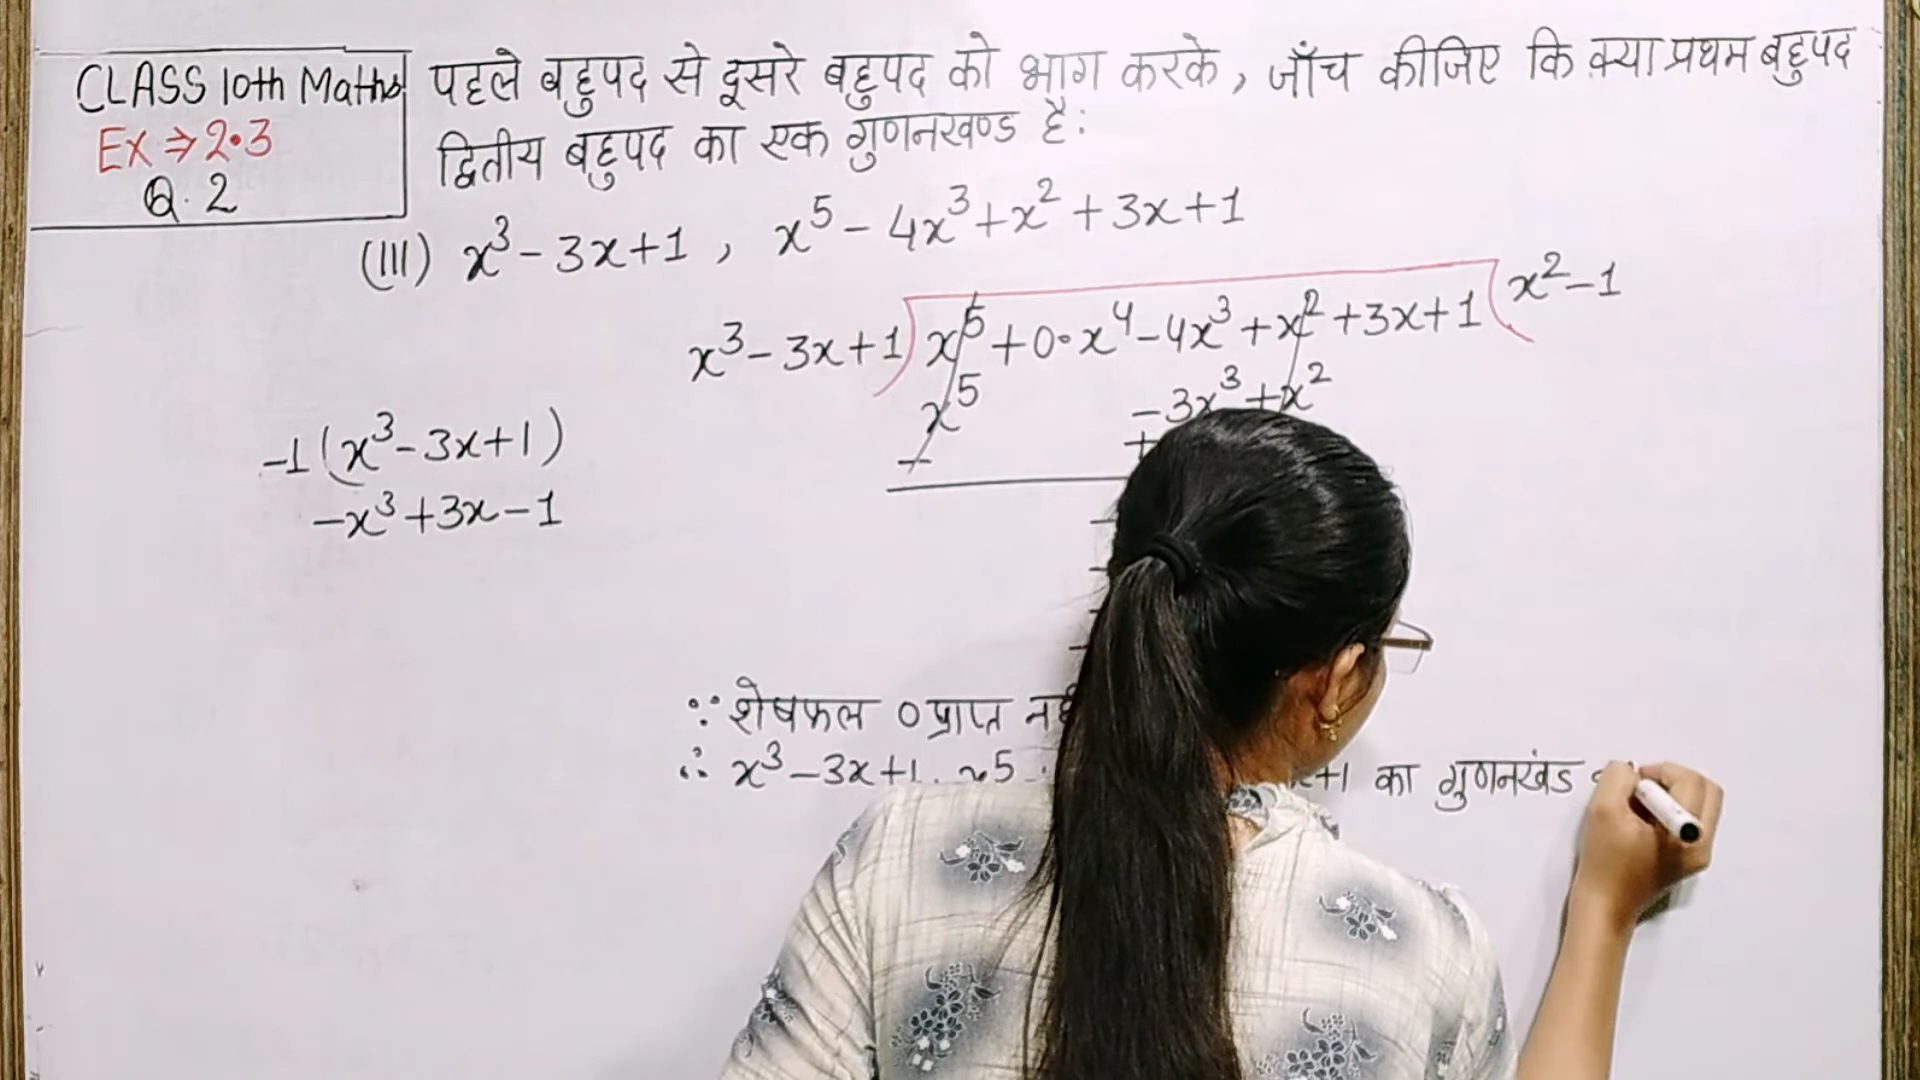 CLASS 10th Maths
Ex ⇒ 2.3
Q. 2
पहले बहुपद से दूसरे बहुपद को भाग करके, जाँच कीजिए कि क्या प्रथम बहुपद
द्वितीय बहुपद का एक गुणनखण्ड है:
(III) x³ - 3x + 1 , x⁵ - 4x³ + x² + 3x + 1
x³ - 3x + 1 ) x⁵ + 0·x⁴ - 4x³ + x² + 3x + 1 ( x² - 1
x⁵ - 3x³ + x²
- +
-1 (x³ - 3x + 1)
-x³ + 3x - 1
∵ शेषफल 0 प्राप्त
∴ x³ - 3x + 1, x⁵ +1 का गुणनखंड